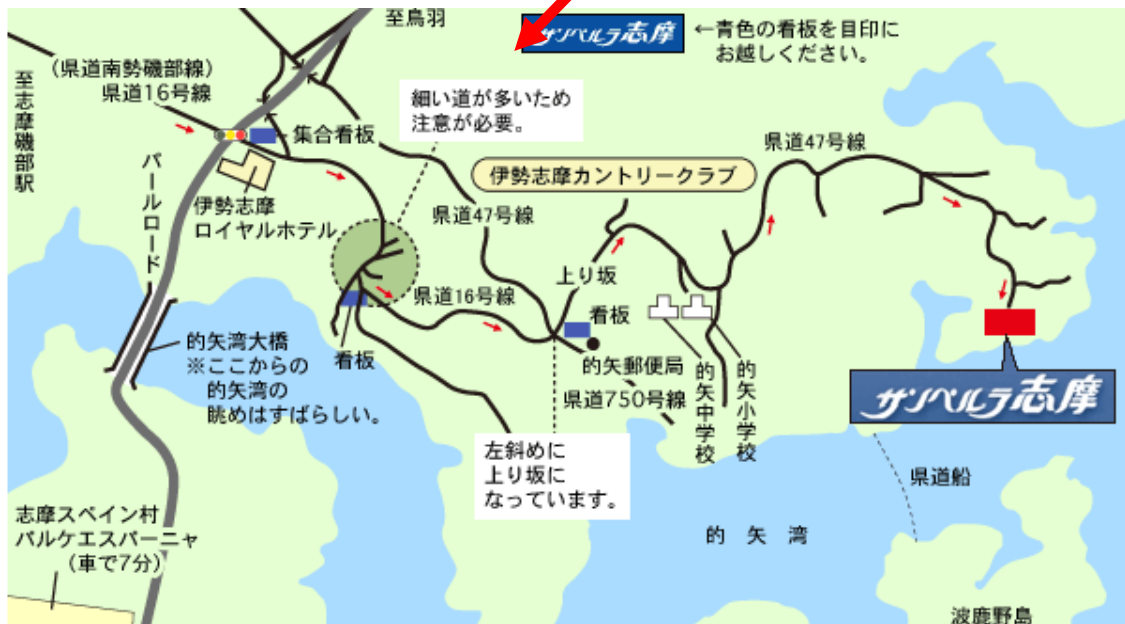 至鳥羽
サンペルラ志摩
←青色の看板を目印に
お越しください。
(県道南勢磯部線)
県道16号線
至志摩磯部駅
細い道が多いため
注意が必要。
集合看板
県道47号線
パールロード
伊勢志摩カントリークラブ
伊勢志摩
ロイヤルホテル
県道47号線
上り坂
県道16号線
看板
的矢湾大橋
※ここからの
的矢湾の
眺めはすばらしい。
看板
的矢郵便局
県道750号線
的矢中学校
的矢小学校
サンペルラ志摩
左斜めに
上り坂に
なっています。
県道船
志摩スペイン村
パルケエスパーニャ
(車で7分)
的矢湾
渡鹿野島